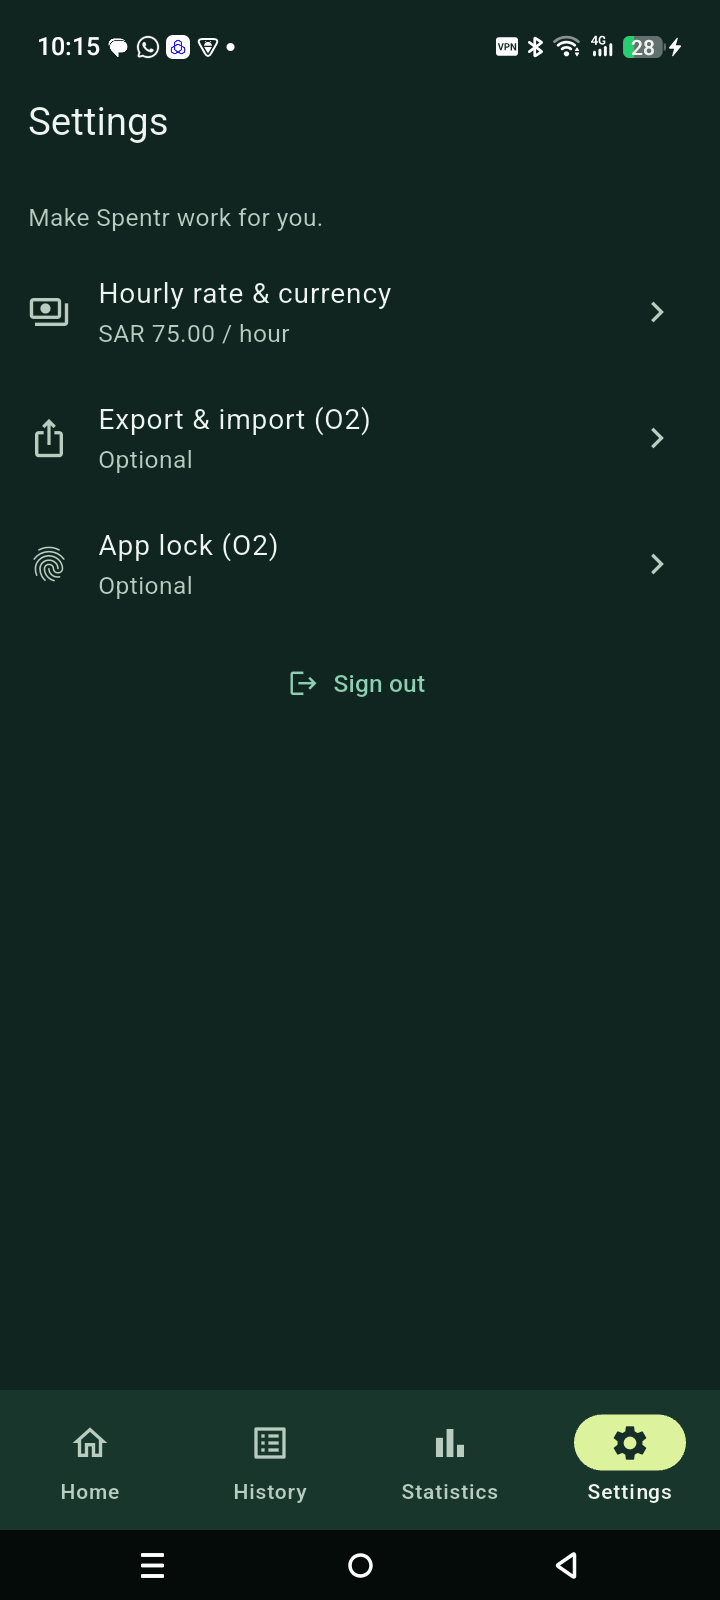 10:15
VPN
4G
28
Settings
Make Spentr work for you.
Hourly rate & currency
SAR 75.00 / hour
Export & import (O2)
Optional
App lock (O2)
Optional
Sign out
Home
History
Statistics
Settings